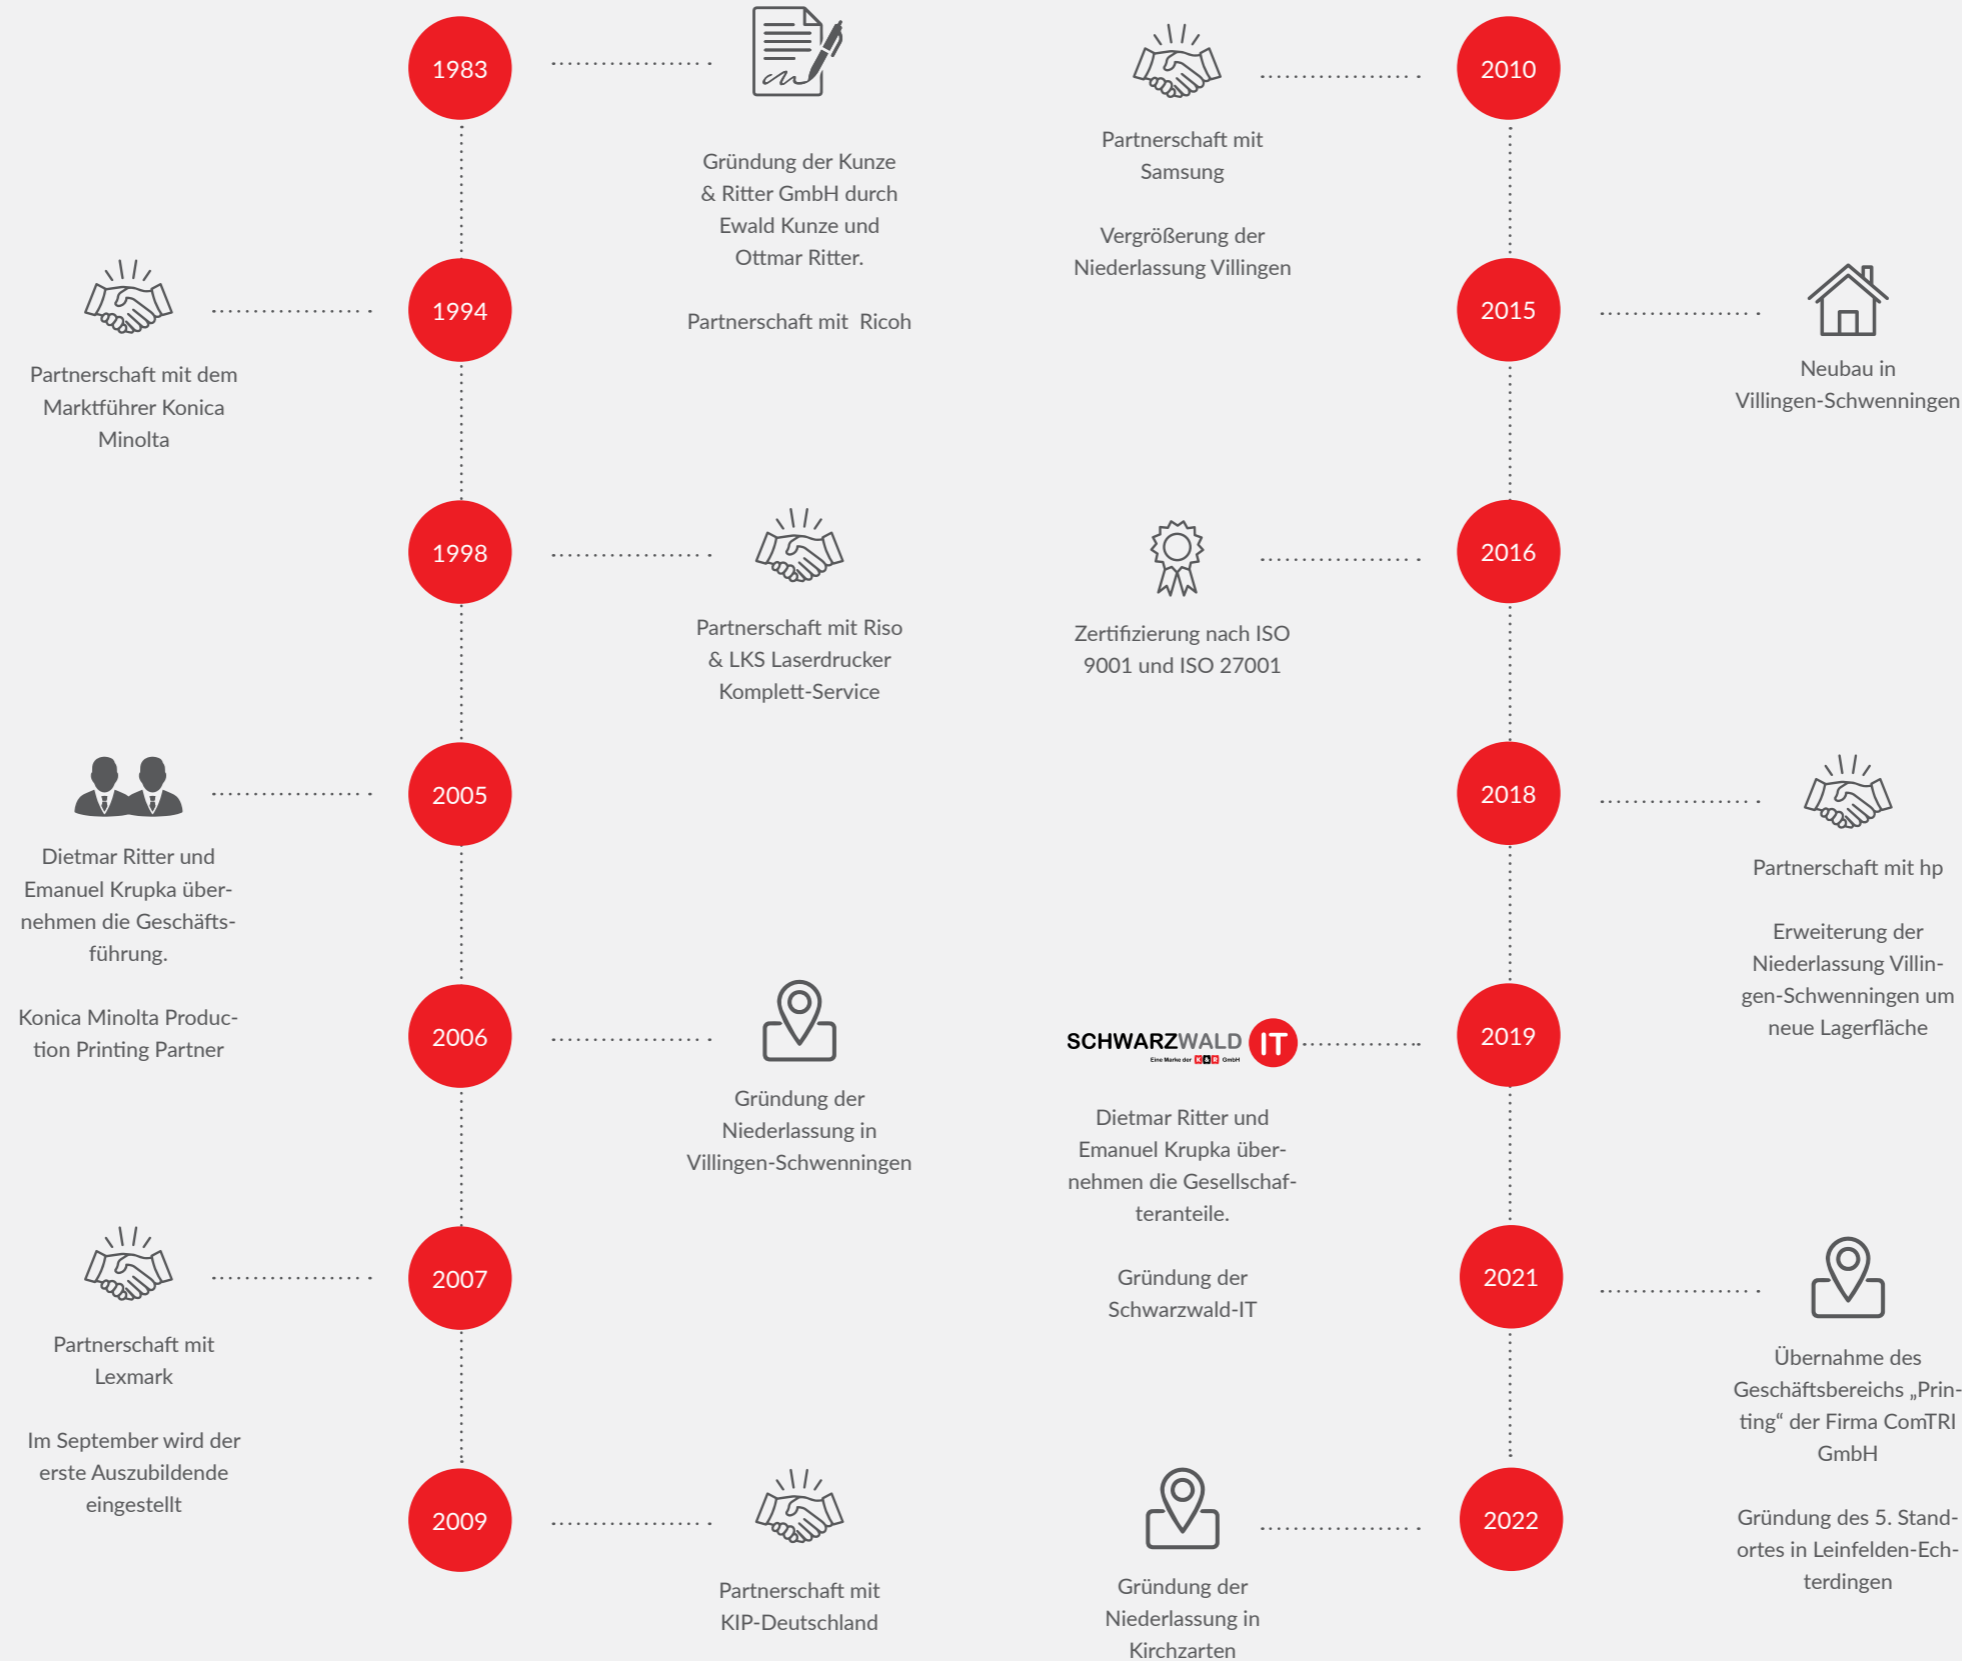 1983
Gründung der Kunze
& Ritter GmbH durch
Ewald Kunze und
Ottmar Ritter.
Partnerschaft mit Ricoh
1994
Partnerschaft mit dem
Marktführer Konica
Minolta
1998
Partnerschaft mit Riso
& LKS Laserdrucker
Komplett-Service
2005
Dietmar Ritter und
Emanuel Krupka über-
nehmen die Geschäfts-
führung.
Konica Minolta Produc-
tion Printing Partner
2006
Gründung der
Niederlassung in
Villingen-Schwenningen
2007
Partnerschaft mit
Lexmark
Im September wird der
erste Auszubildende
eingestellt
2009
Partnerschaft mit
KIP-Deutschland
2010
Partnerschaft mit
Samsung
Vergrößerung der
Niederlassung Villingen
2015
Neubau in
Villingen-Schwenningen
2016
Zertifizierung nach ISO
9001 und ISO 27001
2018
Partnerschaft mit hp
Erweiterung der
Niederlassung Villin-
gen-Schwenningen um
neue Lagerfläche
2019
SCHWARZWALD IT
Eine Marke der K&R GmbH
Dietmar Ritter und
Emanuel Krupka über-
nehmen die Gesellschaf-
teranteile.
Gründung der
Schwarzwald-IT
2021
Übernahme des
Geschäftsbereichs „Prin-
ting“ der Firma ComTRI
GmbH
Gründung des 5. Stand-
ortes in Leinfelden-Ech-
terdingen
2022
Gründung der
Niederlassung in
Kirchzarten